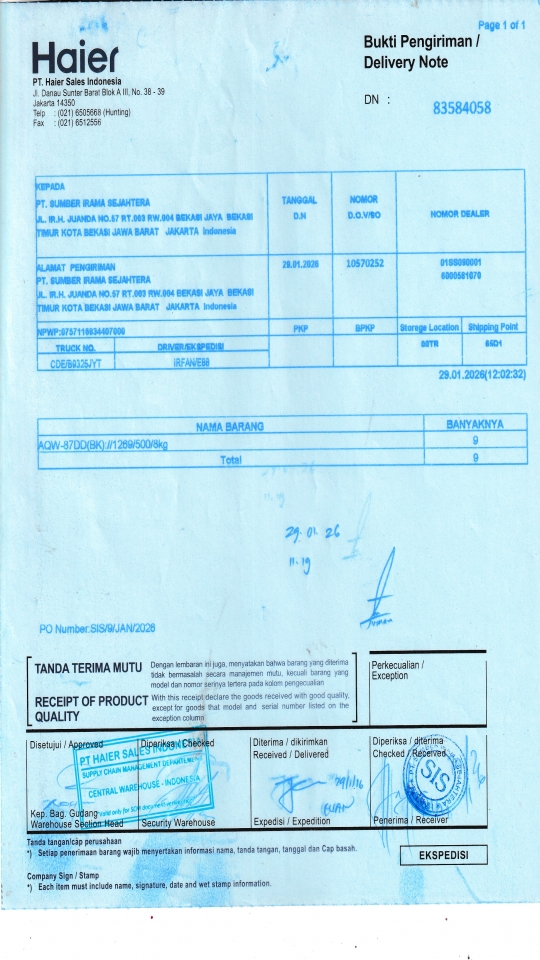 Page 1 of 1
Haier
PT. Haier Sales Indonesia
Jl. Danau Sunter Barat Blok A III, No. 38 - 39
Jakarta 14350
Telp : (021) 6505668 (Hunting)
Fax : (021) 6512556
Bukti Pengiriman /
Delivery Note
DN : 83584058
KEPADA
PT. SUMBER IRAMA SEJAHTERA
JL. IR.H. JUANDA NO.57 RT.003 RW.004 BEKASI JAYA BEKASI
TIMUR KOTA BEKASI JAWA BARAT JAKARTA Indonesia
TANGGAL
D.N
NOMOR
D.O.V/SO
NOMOR DEALER
ALAMAT PENGIRIMAN
PT. SUMBER IRAMA SEJAHTERA
JL. IR.H. JUANDA NO.57 RT.003 RW.004 BEKASI JAYA BEKASI
TIMUR KOTA BEKASI JAWA BARAT JAKARTA Indonesia
29.01.2026
10570252
6000581070
PKP
BPKP
Storege Location
Shipping Point
TRUCK NO.
DRIVER/EKSPEDISI
CDE/B9325JYT
29.01.2026(12:02:32)
NAMA BARANG
BANYAKNYA
AQW-87DD(BK)://1269/500/8kg
9
Total
9
29.01.26
11.19
PO Number:SIS/9/JAN/2026
TANDA TERIMA MUTU
Dengan lembaran ini juga, menyatakan bahwa barang yang diterima
tidak bermasalah secara manajemen mutu, kecuali barang yang
model dan nomor serinya tertera pada kolom pengecualian
RECEIPT OF PRODUCT
QUALITY
With this receipt declare the goods received with good quality,
except for goods that model and serial number listed on the
exception column
Perkecualian /
Exception
Disetujui / Approved
Diperiksa / Checked
Diterima / dikirimkan
Received / Delivered
Diperiksa / diterima
Checked / Received
PT HAIER SALES INDONESIA
SUPPLY CHAIN MANAGEMENT DEPARTMENT
CENTRAL WAREHOUSE - INDONESIA
SIS
Kep. Bag. Gudang
Warehouse Section Head
Security Warehouse
Expedisi / Expedition
Penerima / Receiver
Tanda tangan/cap perusahaan
*) Setiap penerimaan barang wajib menyertakan informasi nama, tanda tangan, tanggal dan Cap basah.
EKSPEDISI
Company Sign / Stamp
*) Each item must include name, signature, date and wet stamp information.